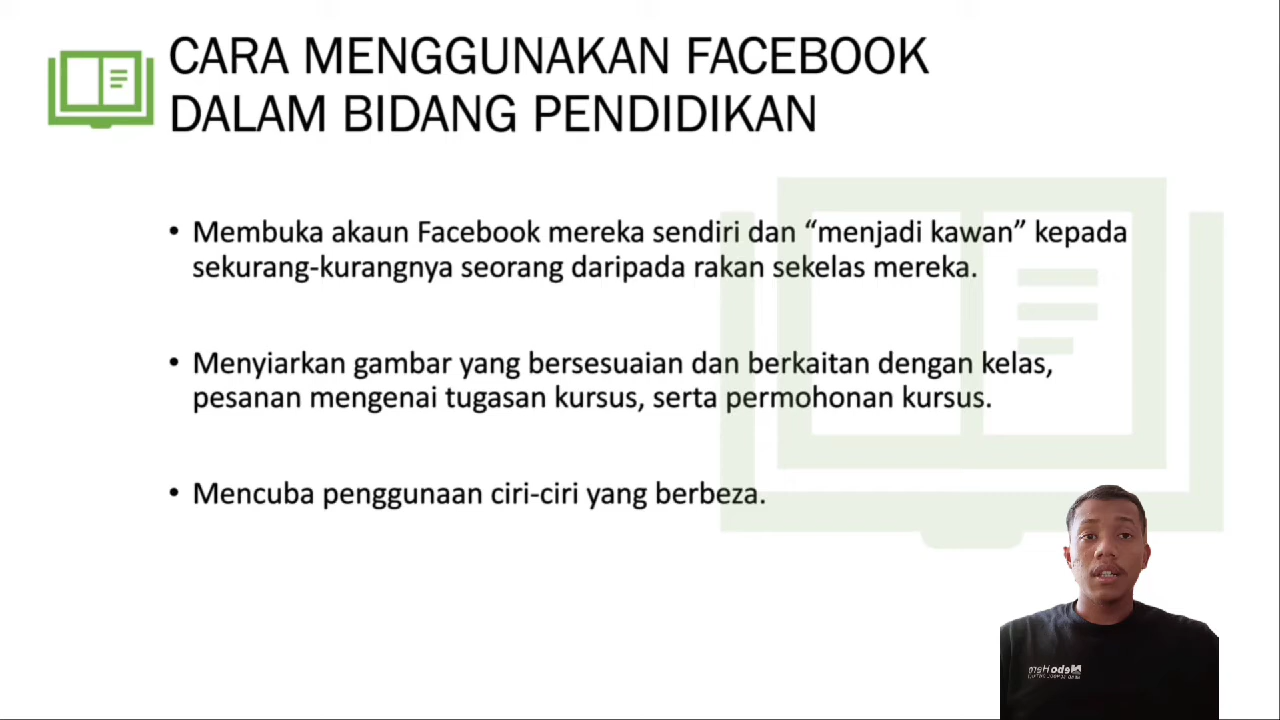 CARA MENGGUNAKAN FACEBOOK
DALAM BIDANG PENDIDIKAN
• Membuka akaun Facebook mereka sendiri dan “menjadi kawan” kepada
sekurang-kurangnya seorang daripada rakan sekelas mereka.
• Menyiarkan gambar yang bersesuaian dan berkaitan dengan kelas,
pesanan mengenai tugasan kursus, serta permohonan kursus.
• Mencuba penggunaan ciri-ciri yang berbeza.